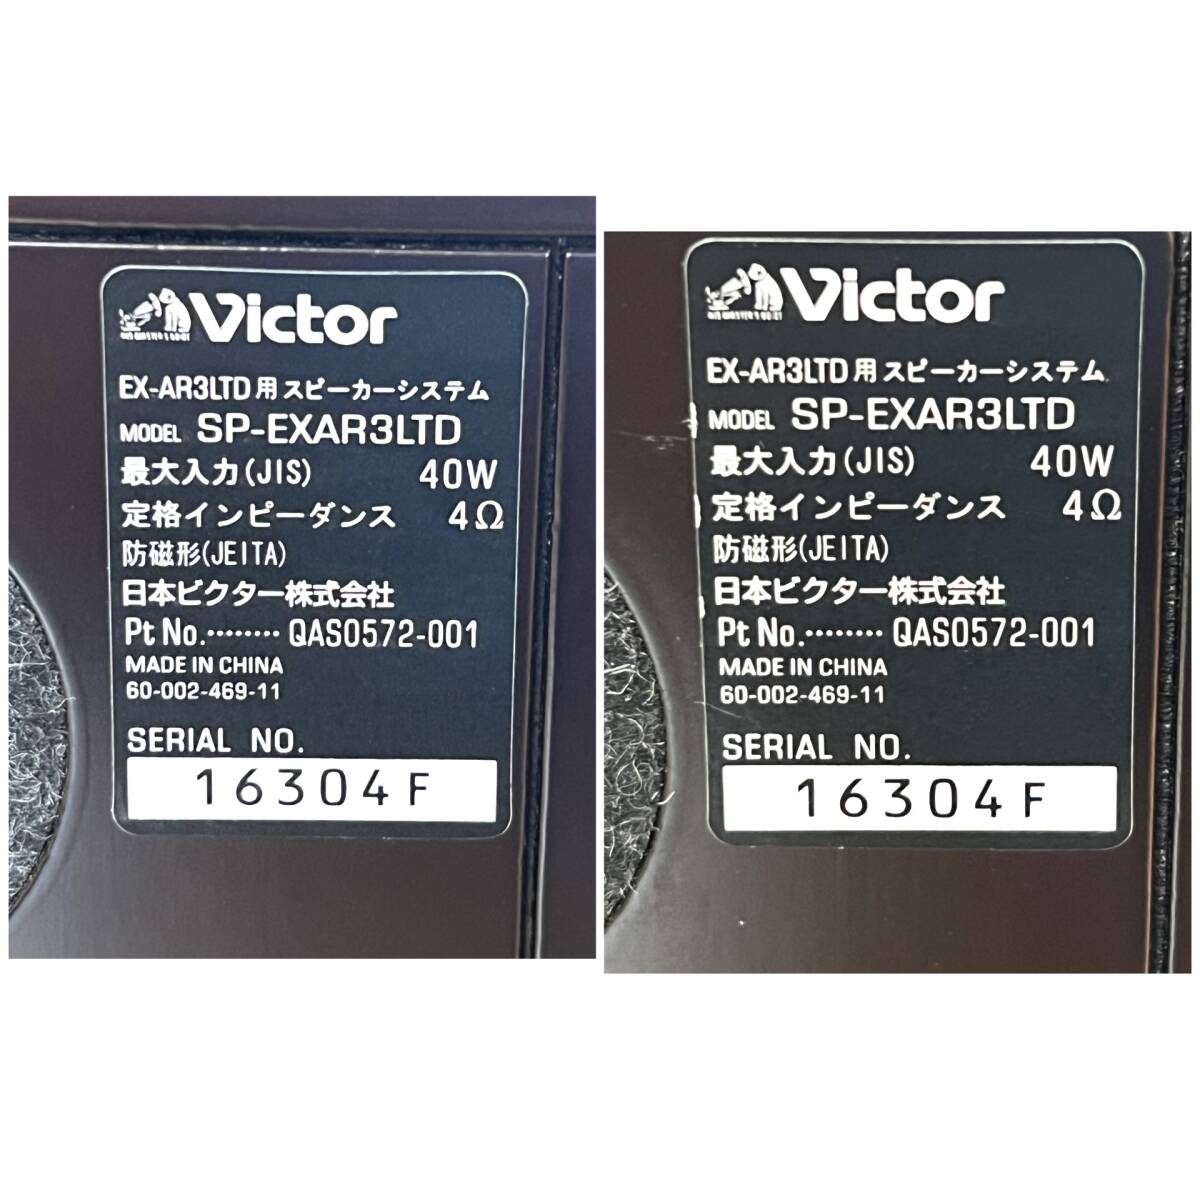 Victor
EX-AR3LTD用スピーカーシステム
MODEL SP-EXAR3LTD
最大入力(JIS) 40W
定格インピーダンス 4Ω
防磁形(JEITA)
日本ビクター株式会社
Pt No.……… QAS0572-001
MADE IN CHINA
60-002-469-11
SERIAL NO.
16304F
Victor
EX-AR3LTD用スピーカーシステム
MODEL SP-EXAR3LTD
最大入力(JIS) 40W
定格インピーダンス 4Ω
防磁形(JEITA)
日本ビクター株式会社
Pt No.……… QAS0572-001
MADE IN CHINA
60-002-469-11
SERIAL NO.
16304F